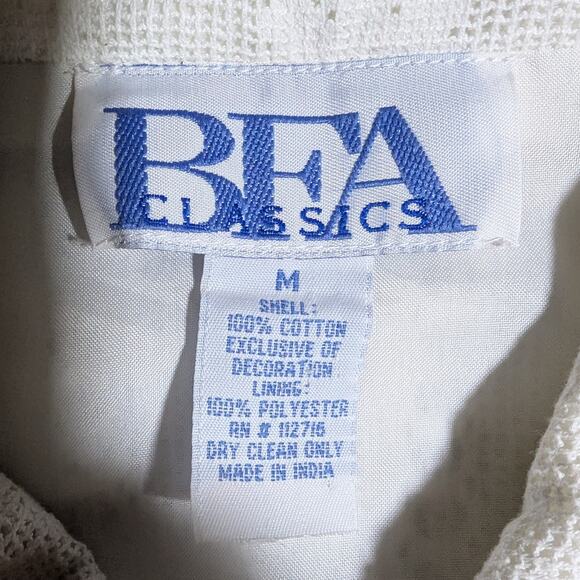 BFA
CLASSICS
M
SHELL:
100% COTTON
EXCLUSIVE OF
DECORATION
LINING:
100% POLYESTER
RN # 112716
DRY CLEAN ONLY
MADE IN INDIA